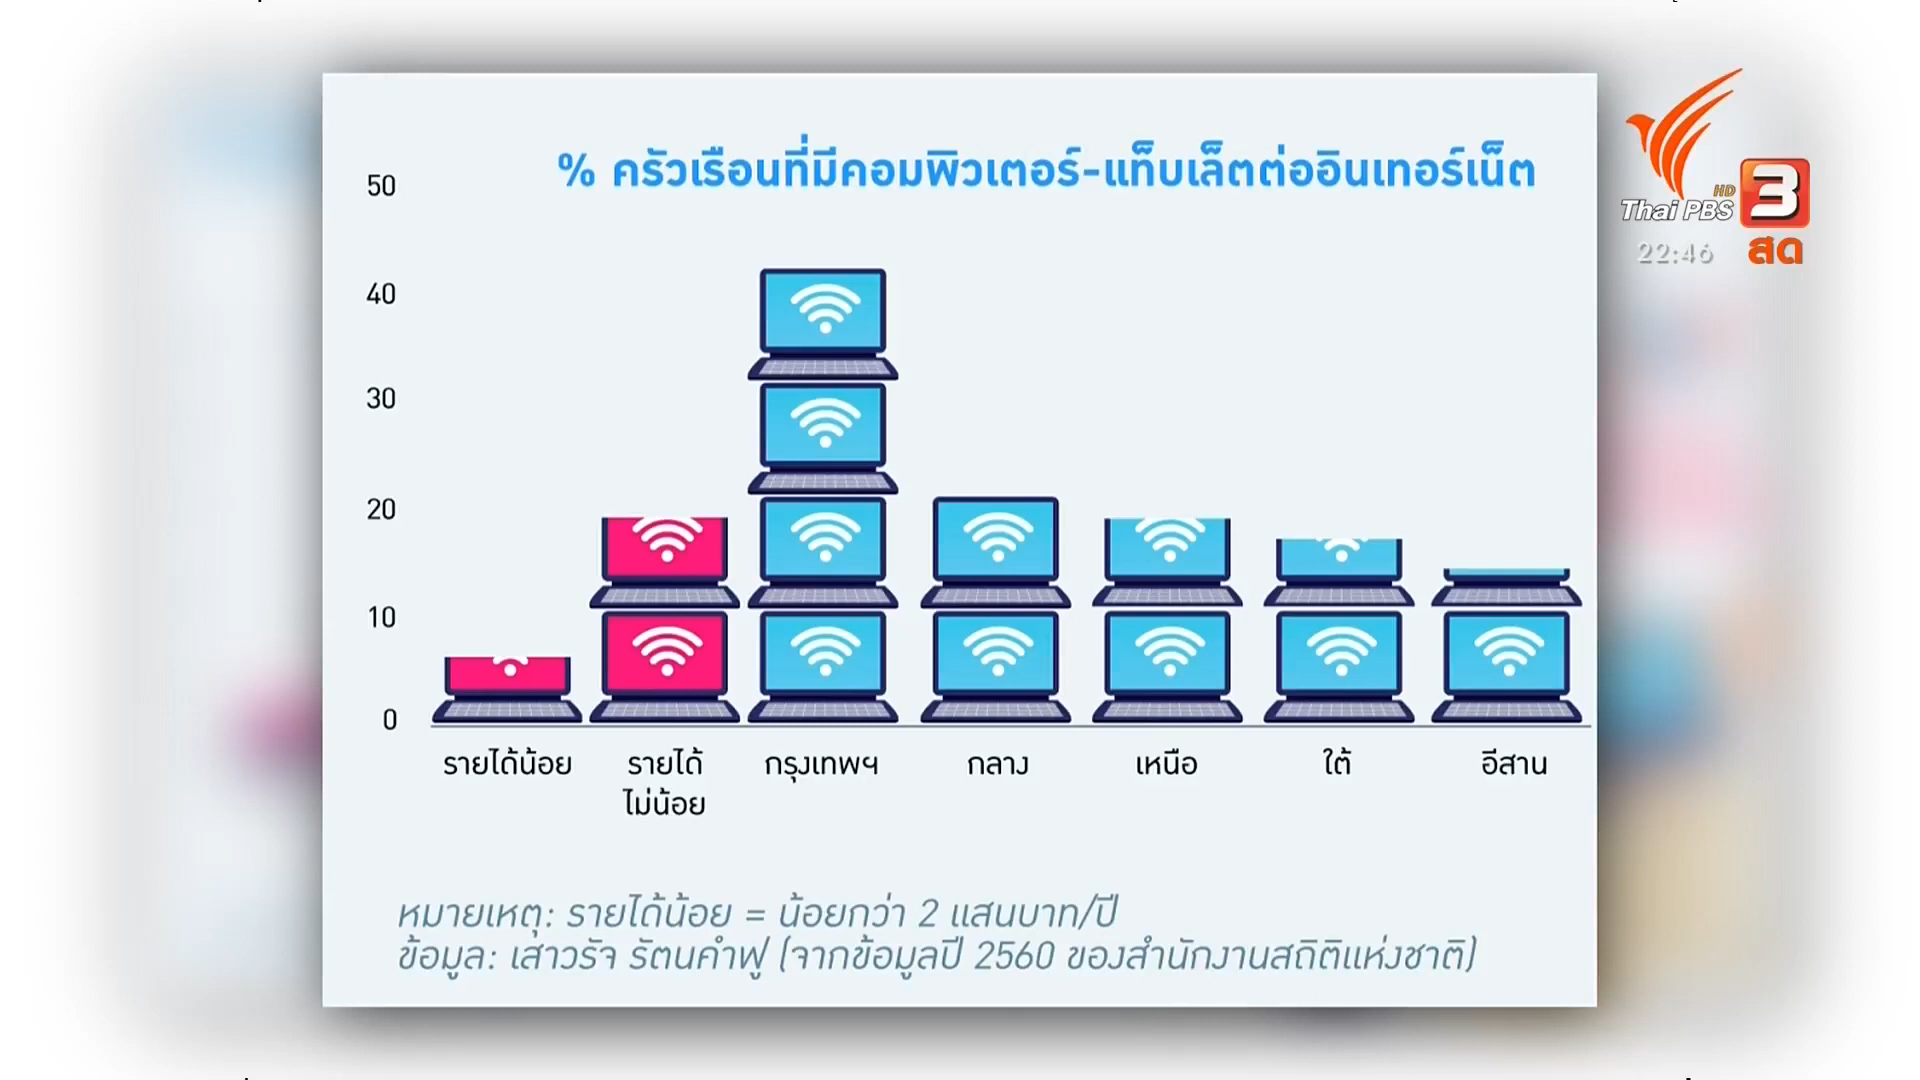 % ครัวเรือนที่มีคอมพิวเตอร์-แท็บเล็ตต่ออินเทอร์เน็ต
50
40
30
20
10
0
รายได้น้อย
รายได้
ไม่น้อย
กรุงเทพฯ
กลาง
เหนือ
ใต้
อีสาน
หมายเหตุ: รายได้น้อย = น้อยกว่า 2 แสนบาท/ปี
ข้อมูล: เสาวรัจ รัตนคำฟู (จากข้อมูลปี 2560 ของสำนักงานสถิติแห่งชาติ)
HD
Thai PBS 3
22:46 สด